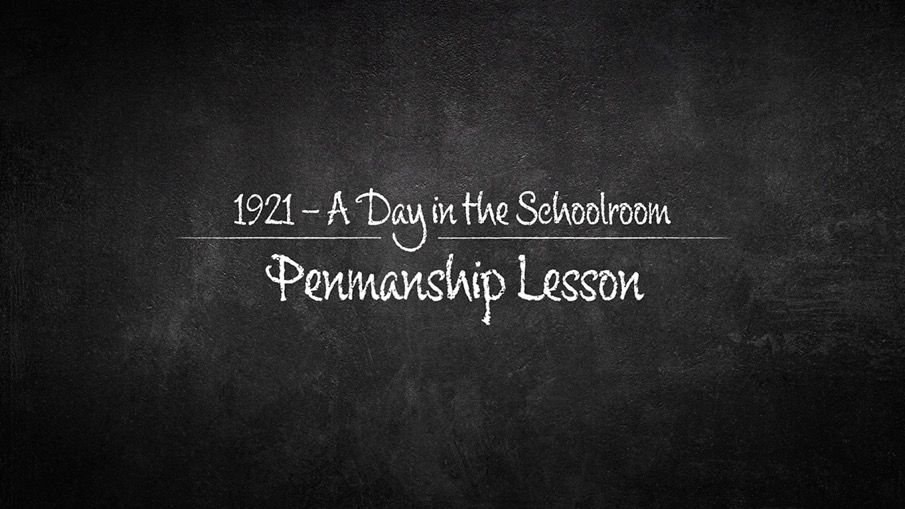 1921 – A Day in the Schoolroom
Penmanship Lesson